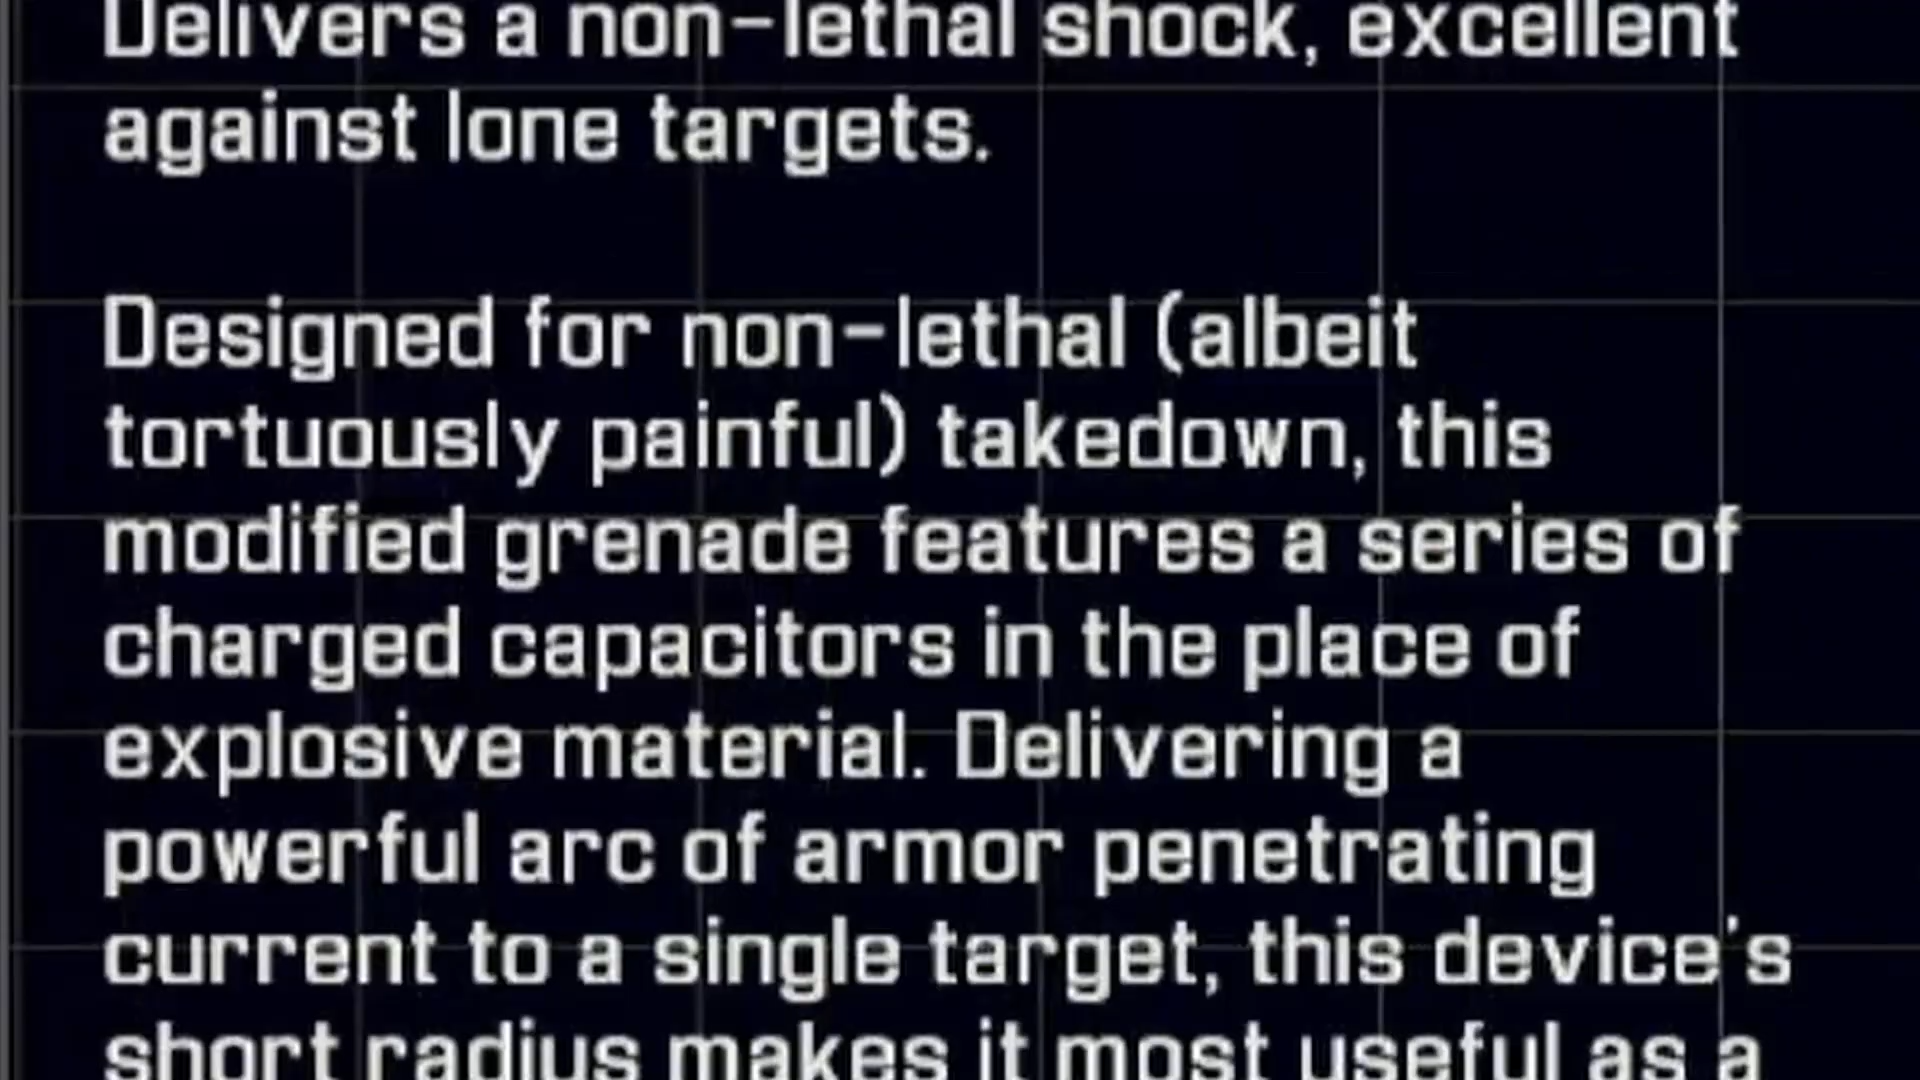 Delivers a non-lethal shock, excellent
against lone targets.
Designed for non-lethal (albeit
tortuously painful) takedown, this
modified grenade features a series of
charged capacitors in the place of
explosive material. Delivering a
powerful arc of armor penetrating
current to a single target, this device's
short radius makes it most useful as a